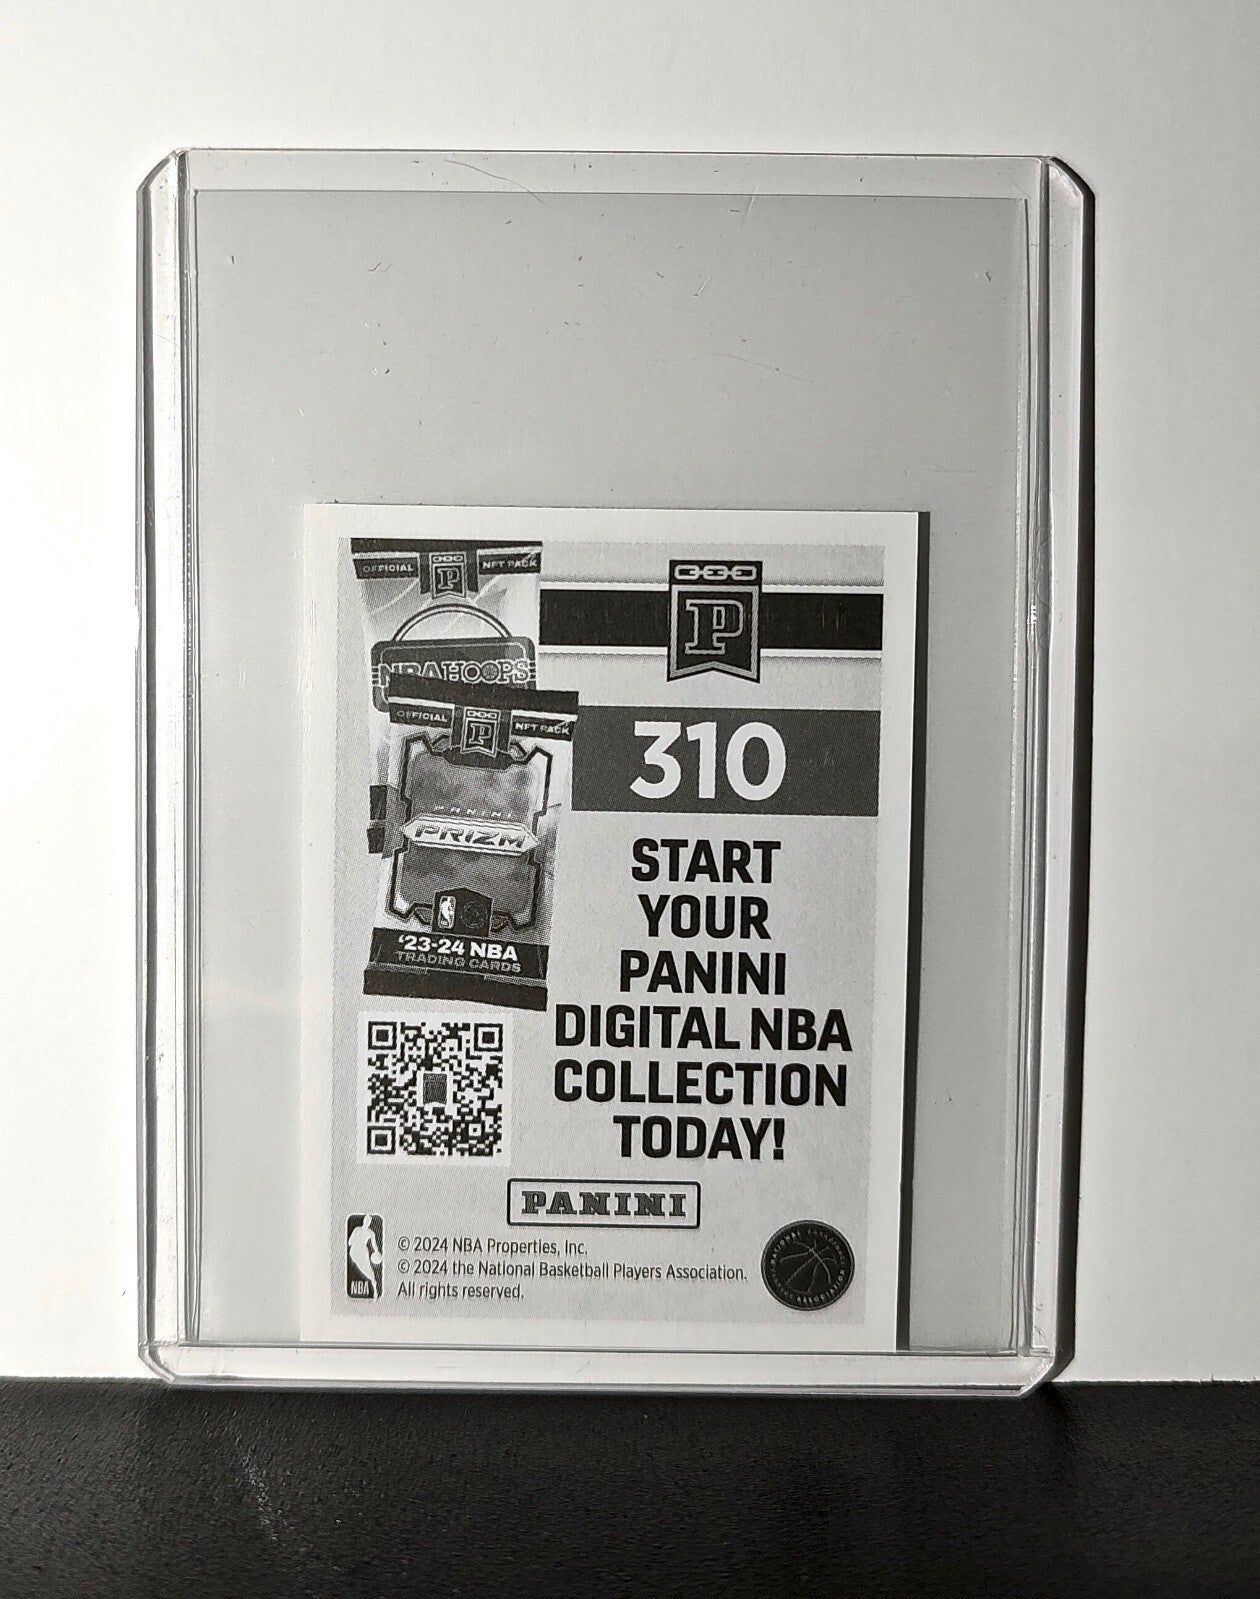 OFFICIAL
P
NFT PACK
NBA HOOPS
OFFICIAL
P
NFT PACK
PANINI
PRIZM
'23-24 NBA
TRADING CARDS
P
310
START
YOUR
PANINI
DIGITAL NBA
COLLECTION
TODAY!
PANINI
NBA
© 2024 NBA Properties, Inc.
© 2024 the National Basketball Players Association.
All rights reserved.